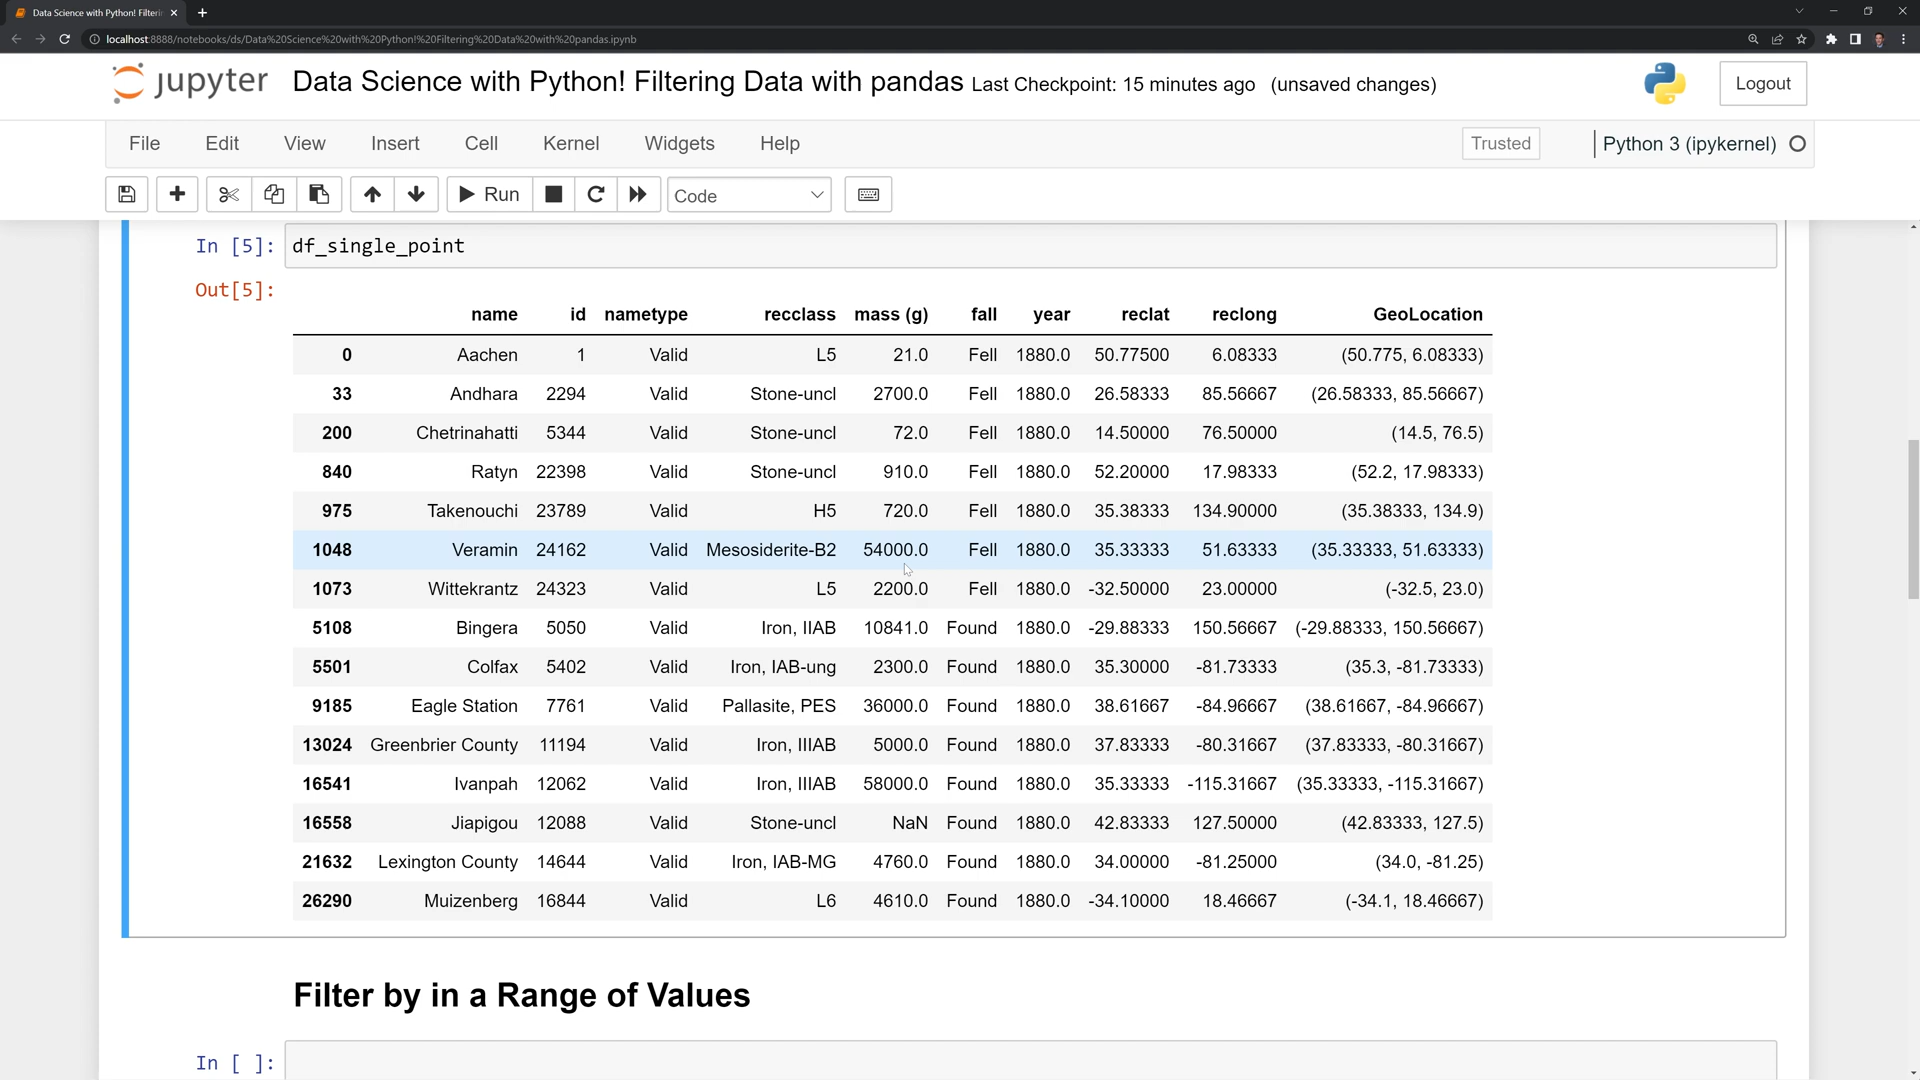 Data Science with Python! Filterin
localhost:8888/notebooks/ds/Data%20Science%20with%20Python!%20Filtering%20Data%20with%20pandas.ipynb
jupyter Data Science with Python! Filtering Data with pandas Last Checkpoint: 15 minutes ago (unsaved changes) Logout
File Edit View Insert Cell Kernel Widgets Help Trusted Python 3 (ipykernel)
Run Code
In [5]: df_single_point
Out[5]:
name id nametype recclass mass (g) fall year reclat reclong GeoLocation
0 Aachen 1 Valid L5 21.0 Fell 1880.0 50.77500 6.08333 (50.775, 6.08333)
33 Andhara 2294 Valid Stone-uncl 2700.0 Fell 1880.0 26.58333 85.56667 (26.58333, 85.56667)
200 Chetrinahatti 5344 Valid Stone-uncl 72.0 Fell 1880.0 14.50000 76.50000 (14.5, 76.5)
840 Ratyn 22398 Valid Stone-uncl 910.0 Fell 1880.0 52.20000 17.98333 (52.2, 17.98333)
975 Takenouchi 23789 Valid H5 720.0 Fell 1880.0 35.38333 134.90000 (35.38333, 134.9)
1048 Veramin 24162 Valid Mesosiderite-B2 54000.0 Fell 1880.0 35.33333 51.63333 (35.33333, 51.63333)
1073 Wittekrantz 24323 Valid L5 2200.0 Fell 1880.0 -32.50000 23.00000 (-32.5, 23.0)
5108 Bingera 5050 Valid Iron, IIAB 10841.0 Found 1880.0 -29.88333 150.56667 (-29.88333, 150.56667)
5501 Colfax 5402 Valid Iron, IAB-ung 2300.0 Found 1880.0 35.30000 -81.73333 (35.3, -81.73333)
9185 Eagle Station 7761 Valid Pallasite, PES 36000.0 Found 1880.0 38.61667 -84.96667 (38.61667, -84.96667)
13024 Greenbrier County 11194 Valid Iron, IIIAB 5000.0 Found 1880.0 37.83333 -80.31667 (37.83333, -80.31667)
16541 Ivanpah 12062 Valid Iron, IIIAB 58000.0 Found 1880.0 35.33333 -115.31667 (35.33333, -115.31667)
16558 Jiapigou 12088 Valid Stone-uncl NaN Found 1880.0 42.83333 127.50000 (42.83333, 127.5)
21632 Lexington County 14644 Valid Iron, IAB-MG 4760.0 Found 1880.0 34.00000 -81.25000 (34.0, -81.25)
26290 Muizenberg 16844 Valid L6 4610.0 Found 1880.0 -34.10000 18.46667 (-34.1, 18.46667)
Filter by in a Range of Values
In [ ]: